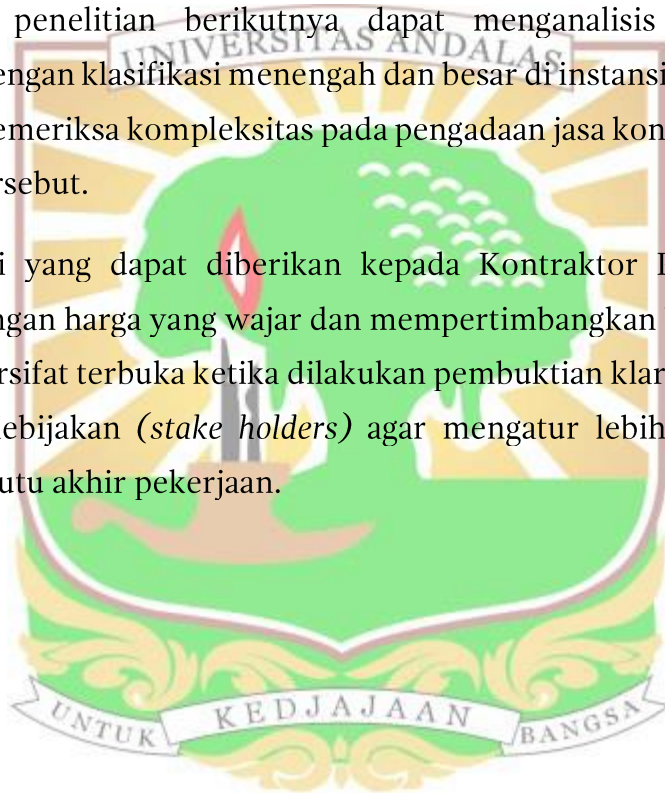 penelitian berikutnya dapat menganalisis
UNIVERSITAS ANDALAS
engan klasifikasi menengah dan besar di instansi
emeriksa kompleksitas pada pengadaan jasa kon
rsebut.
i yang dapat diberikan kepada Kontraktor
ngan harga yang wajar dan mempertimbangkan
rsifat terbuka ketika dilakukan pembuktian klar
kebijakan (stake holders) agar mengatur lebih
utu akhir pekerjaan.
UNTUK KEDJAJAAN BANGSA